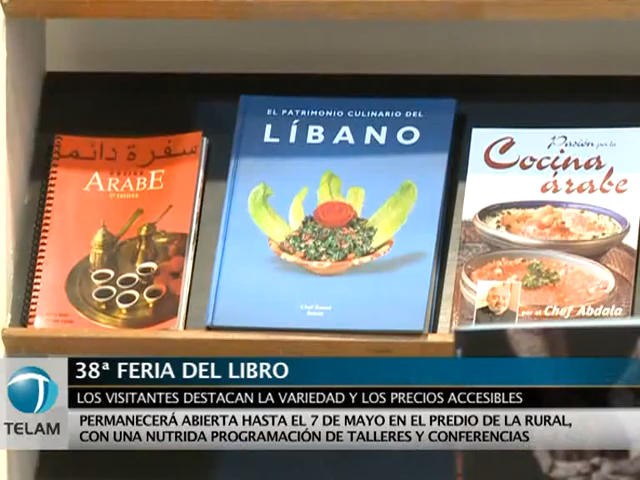 سفرة دائمة
ARABE
EL PATRIMONIO CULINARIO DEL
LÍBANO
Pasión por la
Cocina
árabe
por el Chef Abdala
38ª FERIA DEL LIBRO
LOS VISITANTES DESTACAN LA VARIEDAD Y LOS PRECIOS ACCESIBLES
TELAM
PERMANECERÁ ABIERTA HASTA EL 7 DE MAYO EN EL PREDIO DE LA RURAL,
CON UNA NUTRIDA PROGRAMACIÓN DE TALLERES Y CONFERENCIAS